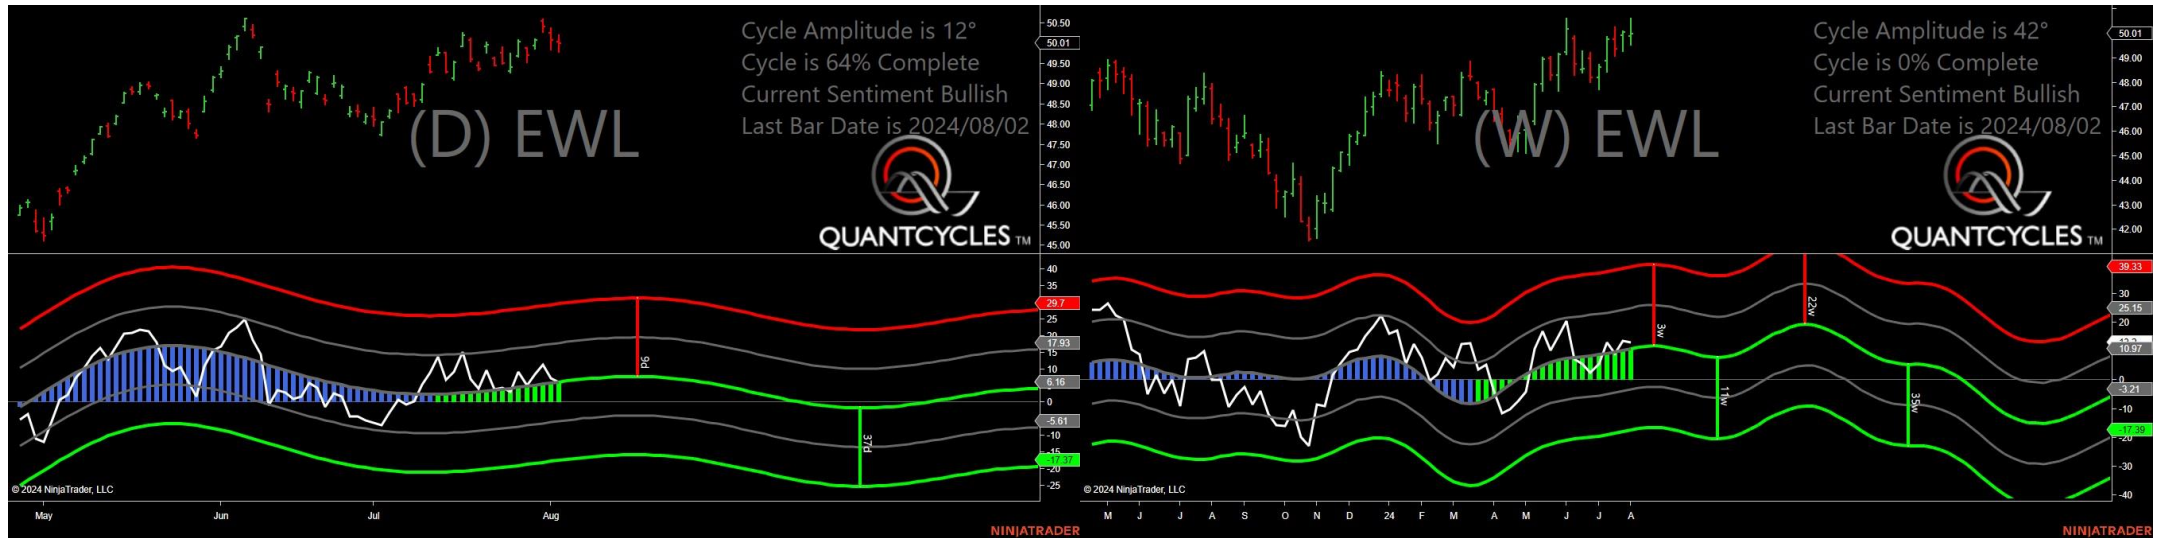 Cycle Amplitude is 12°
Cycle is 64% Complete
Current Sentiment Bullish
Last Bar Date is 2024/08/02
(D) EWL
QUANTCYCLES TM
50.50
50.01
49.50
49.00
48.50
48.00
47.50
47.00
46.50
46.00
45.50
45.00
40
35
29.7
25
20
17.93
15
10
6.16
0
-5.61
-10
-15
-17.37
-20
-25
9d
37d
© 2024 NinjaTrader, LLC
May Jun Jul Aug
NINJATRADER
Cycle Amplitude is 42°
Cycle is 0% Complete
Current Sentiment Bullish
Last Bar Date is 2024/08/02
(W) EWL
QUANTCYCLES TM
50.01
49.00
48.00
47.00
46.00
45.00
44.00
43.00
42.00
39.33
30
25.15
20
10.97
0
-3.21
-10
-17.39
-20
-30
-40
3w
11w
22w
35w
© 2024 NinjaTrader, LLC
M J J A S O N D 24 F M A M J J A
NINJATRADER